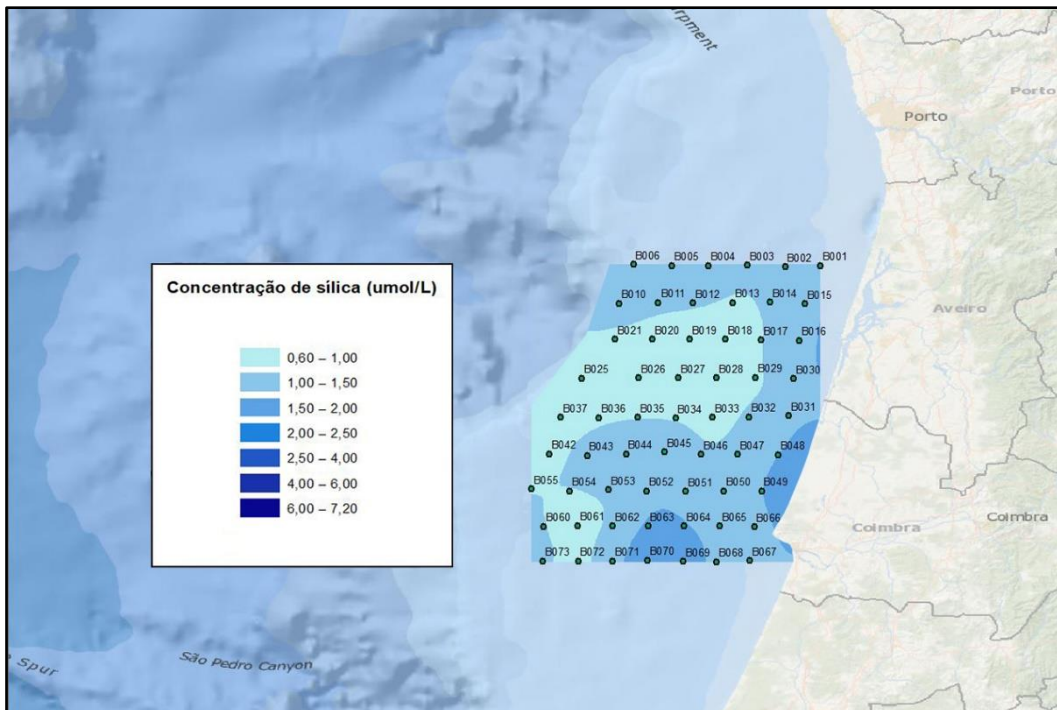 rpment
Porto
Porto
B006 B005 B004 B003 B002 B001
Concentração de sílica (umol/L)
B010 B011 B012 B013 B014 B015
Aveiro
B021 B020 B019 B018 B017 B016
0,60 – 1,00
B025 B026 B027 B028 B029 B030
1,00 – 1,50
1,50 – 2,00
B037 B036 B035 B034 B033 B032 B031
2,00 – 2,50
B042 B043 B044 B045 B046 B047 B048
2,50 – 4,00
4,00 – 6,00
B055 B054 B053 B052 B051 B050 B049
6,00 – 7,20
B060 B061 B062 B063 B064 B065 B066
Coimbra
Coimbra
B073 B072 B071 B070 B069 B068 B067
Spur
São Pedro Canyon